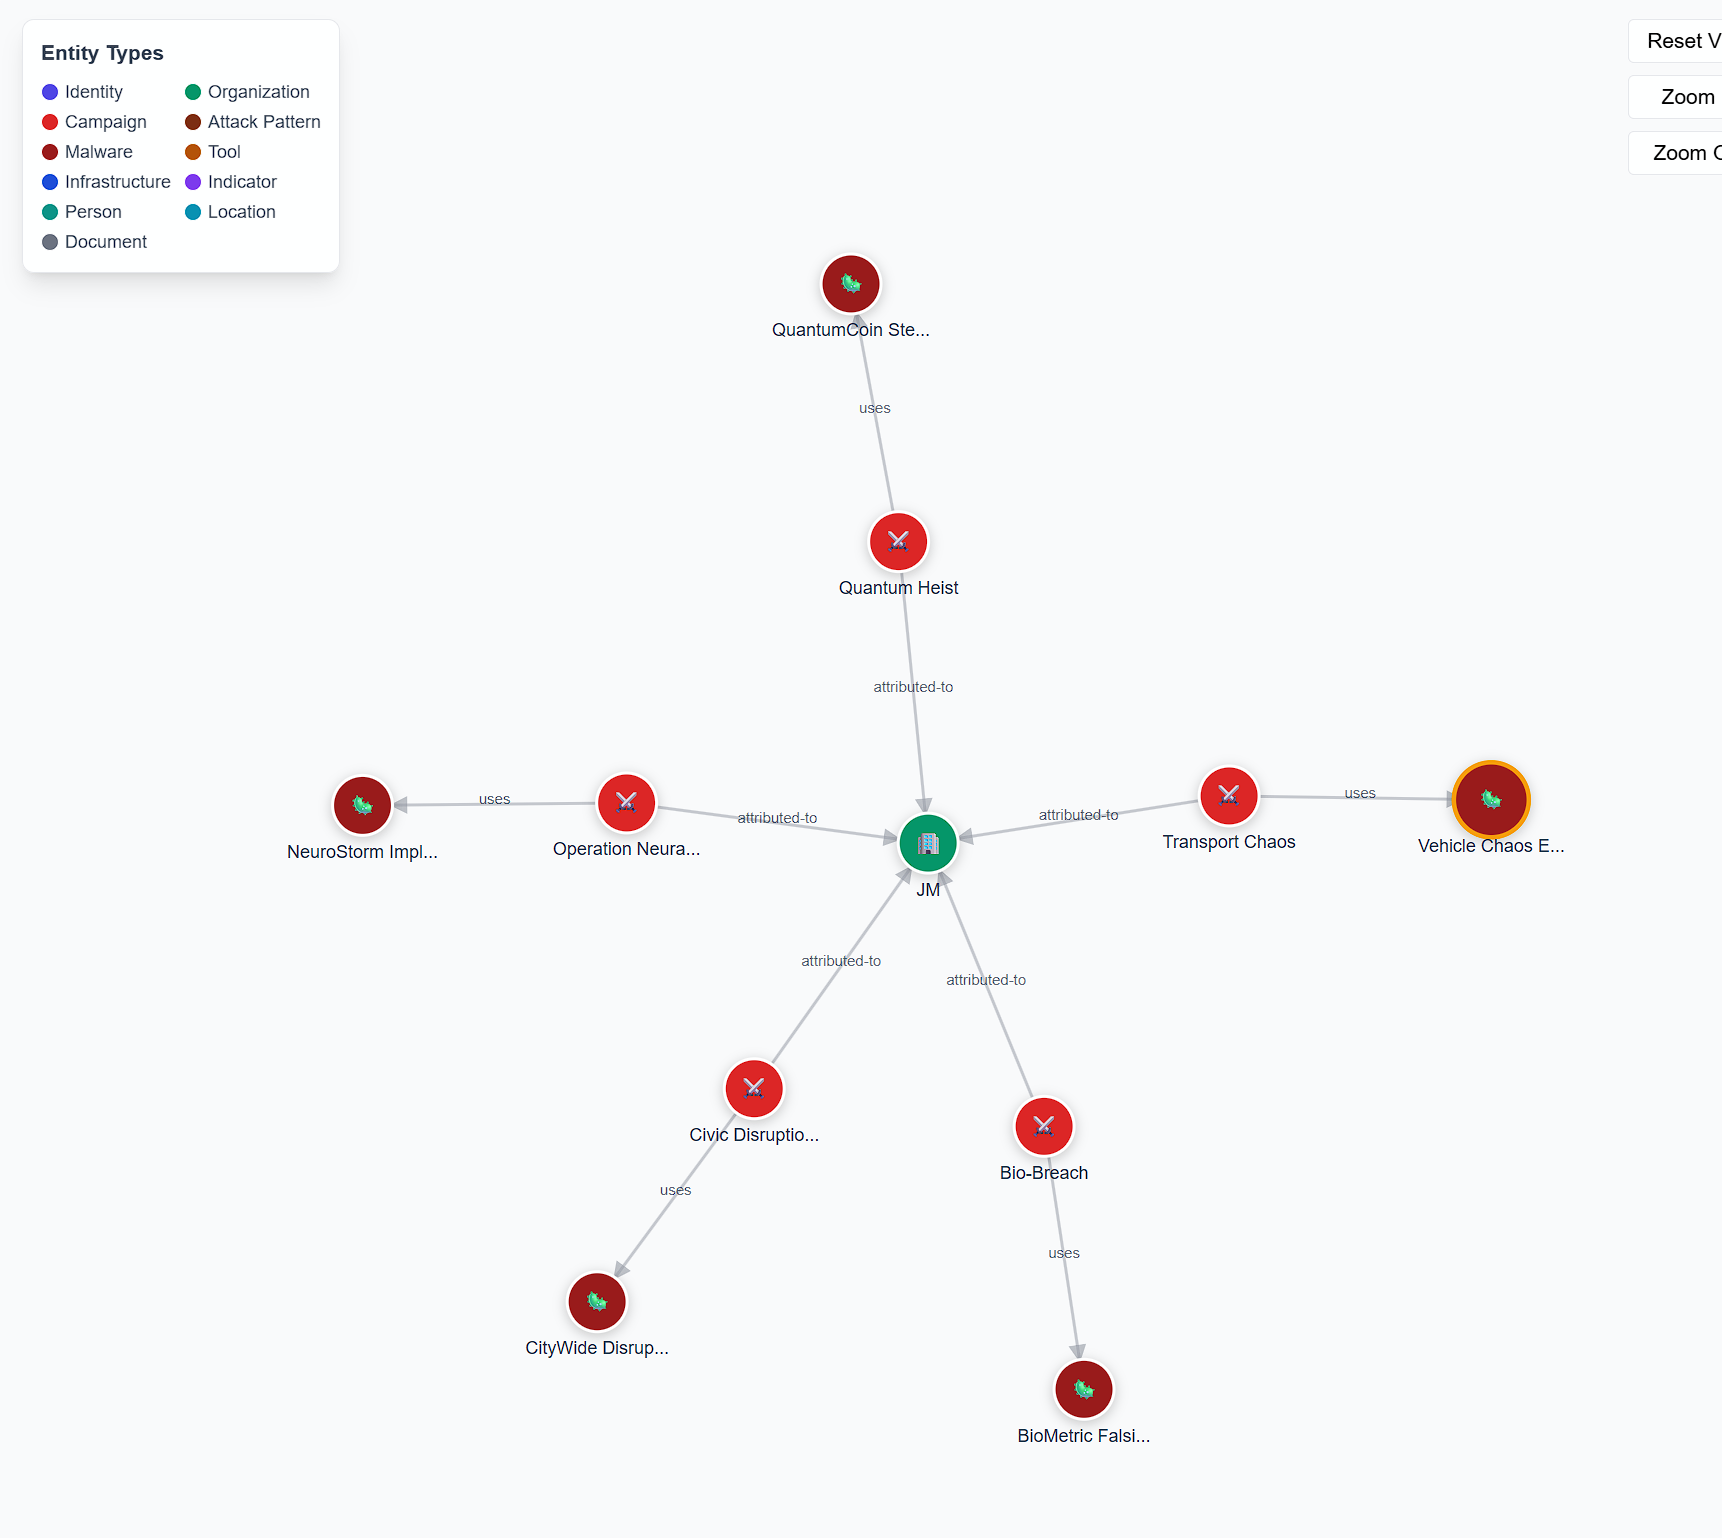 Entity Types
Identity
Organization
Campaign
Attack Pattern
Malware
Tool
Infrastructure
Indicator
Person
Location
Document
Reset V
Zoom
Zoom
QuantumCoin Ste...
uses
Quantum Heist
attributed-to
NeuroStorm Impl...
uses
Operation Neura...
attributed-to
JM
attributed-to
Transport Chaos
uses
Vehicle Chaos E...
attributed-to
attributed-to
Civic Disruptio...
uses
Bio-Breach
uses
CityWide Disrup...
BioMetric Falsi...